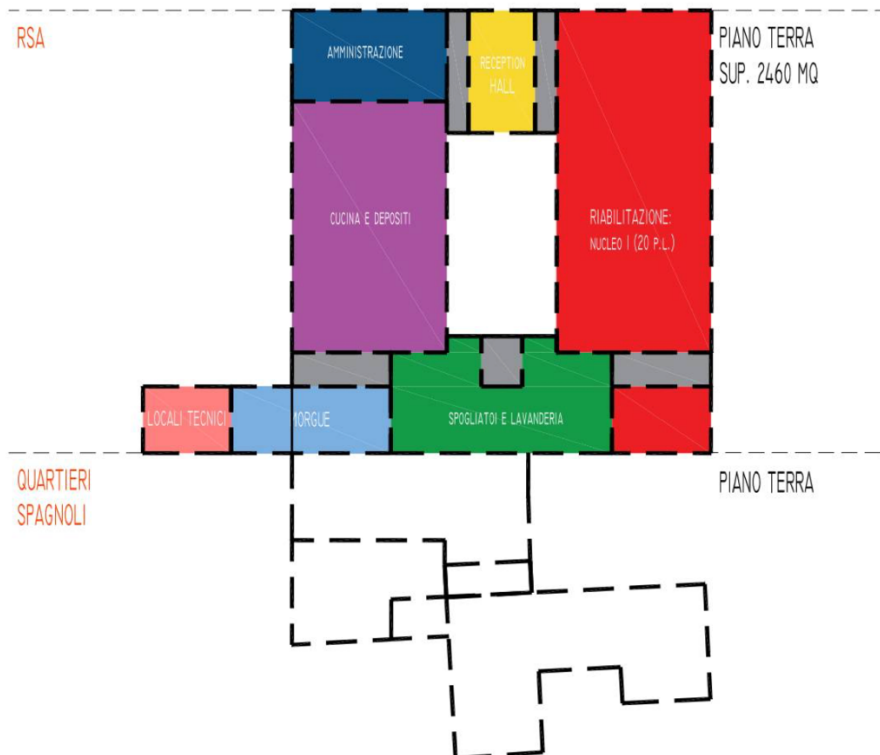 RSA
PIANO TERRA
SUP. 2460 MQ
AMMINISTRAZIONE
RECEPTION
HALL
CUCINA E DEPOSITI
RIABILITAZIONE:
NUCLEO I (20 P.L.)
LOCALI TECNICI
MORGUE
SPOGLIATOI E LAVANDERIA
QUARTIERI
SPAGNOLI
PIANO TERRA